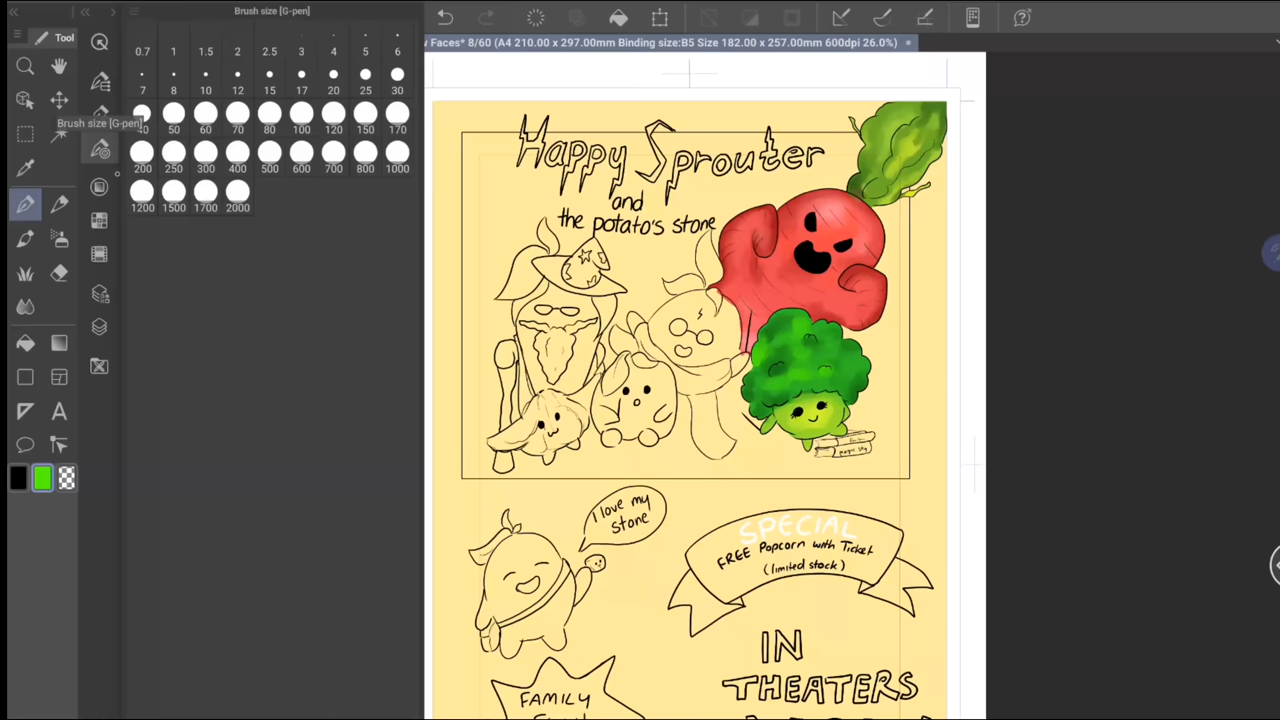 Brush size [G-pen]
Tool
0.7 1 1.5 2 2.5 3 4 5 6
7 8 10 12 15 17 20 25 30
Brush size [G-pen]
40 50 60 70 80 100 120 150 170
200 250 300 400 500 600 700 800 1000
1200 1500 1700 2000
Faces* 8/60 (A4 210.00 x 297.00mm Binding size:B5 Size 182.00 x 257.00mm 600dpi 26.0%)
Happy Sprouter
and
the potato's stone
I love my
stone
SPECIAL
FREE Popcorn with Ticket
(limited stock)
IN
THEATERS
FAMILY